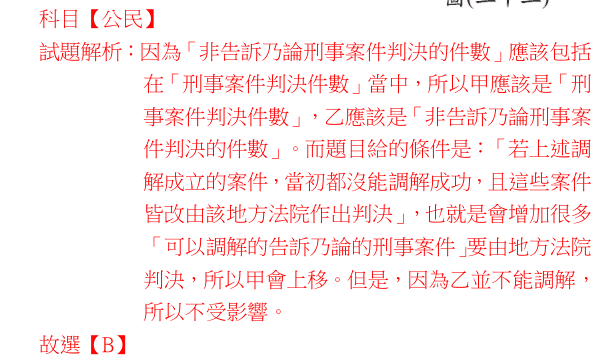 圖(二十二)
科目【公民】
試題解析：因為「非告訴乃論刑事案件判決的件數」應該包括
在「刑事案件判決件數」當中，所以甲應該是「刑
事案件判決件數」，乙應該是「非告訴乃論刑事案
件判決的件數」。而題目給的條件是：「若上述調
解成立的案件，當初都沒能調解成功，且這些案件
皆改由該地方法院作出判決」，也就是會增加很多
「可以調解的告訴乃論的刑事案件」要由地方法院
判決，所以甲會上移。但是，因為乙並不能調解，
所以不受影響。
故選【B】